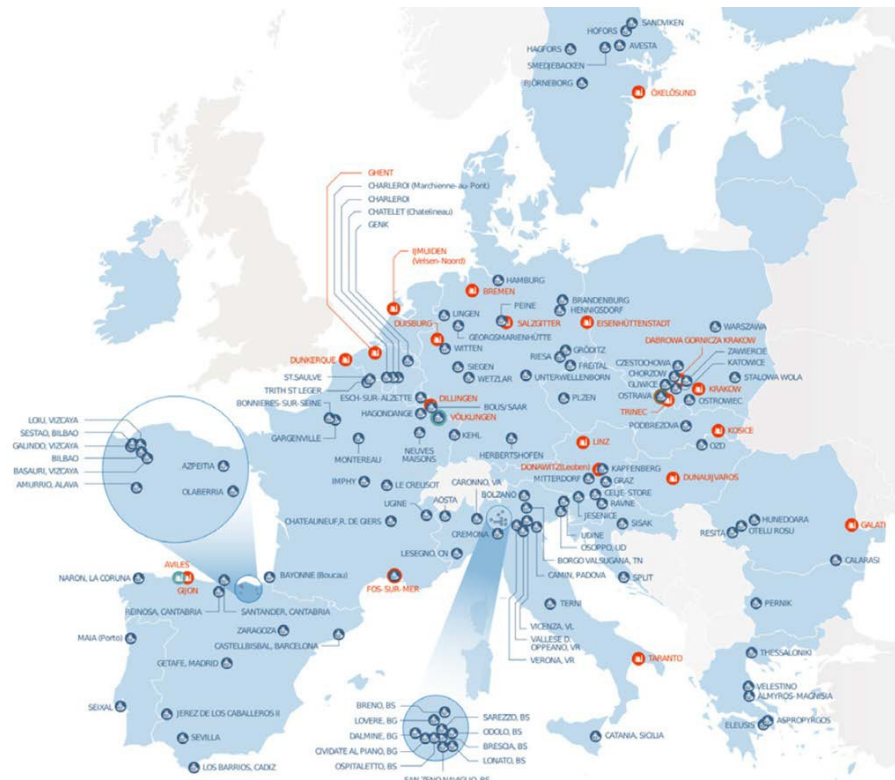 SANDVIKEN
HOFORS
HAGFORS
AVESTA
SMEDJEBACKEN
BJÖRNEBORG
OXELÖSUND
GHENT
CHARLEROI (Marchienne-au-Pont)
CHARLEROI
CHATELET (Chatelineau)
GENK
IJMUIDEN
(Velsen-Noord)
HAMBURG
BREMEN
BRANDENBURG
HENNIGSDORF
PEINE
LINGEN
SALZGITTER
EISENHÜTTENSTADT
WARSZAWA
DUISBURG
GEORGSMARIENHÜTTE
DABROWA GORNICZA KRAKOW
DUNKERQUE
WITTEN
GRÖDITZ
RIESA
ZAWIERCIE
CZESTOCHOWA
KATOWICE
SIEGEN
FREITAL
CHORZOW
ST.SAULVE
WETZLAR
UNTERWELLENBORN
GLIWICE
KRAKOW
STALOWA WOLA
TRITH ST LEGER
ESCH-SUR-ALZETTE
DILLINGEN
PLZEN
OSTRAVA
OSTROWIEC
BONNIERES-SUR-SEINE
BOUS/SAAR
TRINEC
HAGONDANGE
VÖLKLINGEN
LOIU, VIZCAYA
PODBREZOVA
KOSICE
GARGENVILLE
SESTAO, BILBAO
KEHL
LINZ
GALINDO, VIZCAYA
MONTEREAU
NEUVES
MAISONS
HERBERTSHOFEN
OZD
BILBAO
BASAURI, VIZCAYA
AZPEITIA
DONAWITZ(Leoben)
KAPFENBERG
DUNAUJVAROS
AMURRIO, ALAVA
IMPHY
LE CREUSOT
CARONNO, VA
MITTERDORF
GRAZ
OLABERRIA
AOSTA
BOLZANO
CELJE-STORE
UGINE
RAVNE
JESENICE
CHATEAUNEUF,R. DE GIERS
HUNEDOARA
GALATI
SISAK
OTELU ROSU
CREMONA
UDINE
RESITA
OSOPPO, UD
LESEGNO, CN
BORGO VALSUGANA, TN
CALARASI
AVILES
NARON, LA CORUNA
BAYONNE (Boucau)
CAMIN, PADOVA
SPLIT
GIJON
FOS-SUR-MER
TERNI
PERNIK
REINOSA, CANTABRIA
SANTANDER, CANTABRIA
VICENZA, VL
ZARAGOZA
VALLESE D.
OPPEANO, VR
MAIA (Porto)
CASTELLBISBAL, BARCELONA
THESSALONIKI
VERONA, VR
TARANTO
GETAFE, MADRID
VELESTINO
ALMYROS-MAGNISIA
SEIXAL
BRENO, BS
JEREZ DE LOS CABALLEROS II
LOVERE, BG
SAREZZO, BS
ASPROPYRGOS
ELEUSIS
DALMINE, BG
ODOLO, BS
CATANIA, SICILIA
SEVILLA
CIVIDATE AL PIANO, BG
BRESCIA, BS
OSPITALETTO, BS
LONATO, BS
LOS BARRIOS, CADIZ
SAN ZENO NAVIGLIO, BS